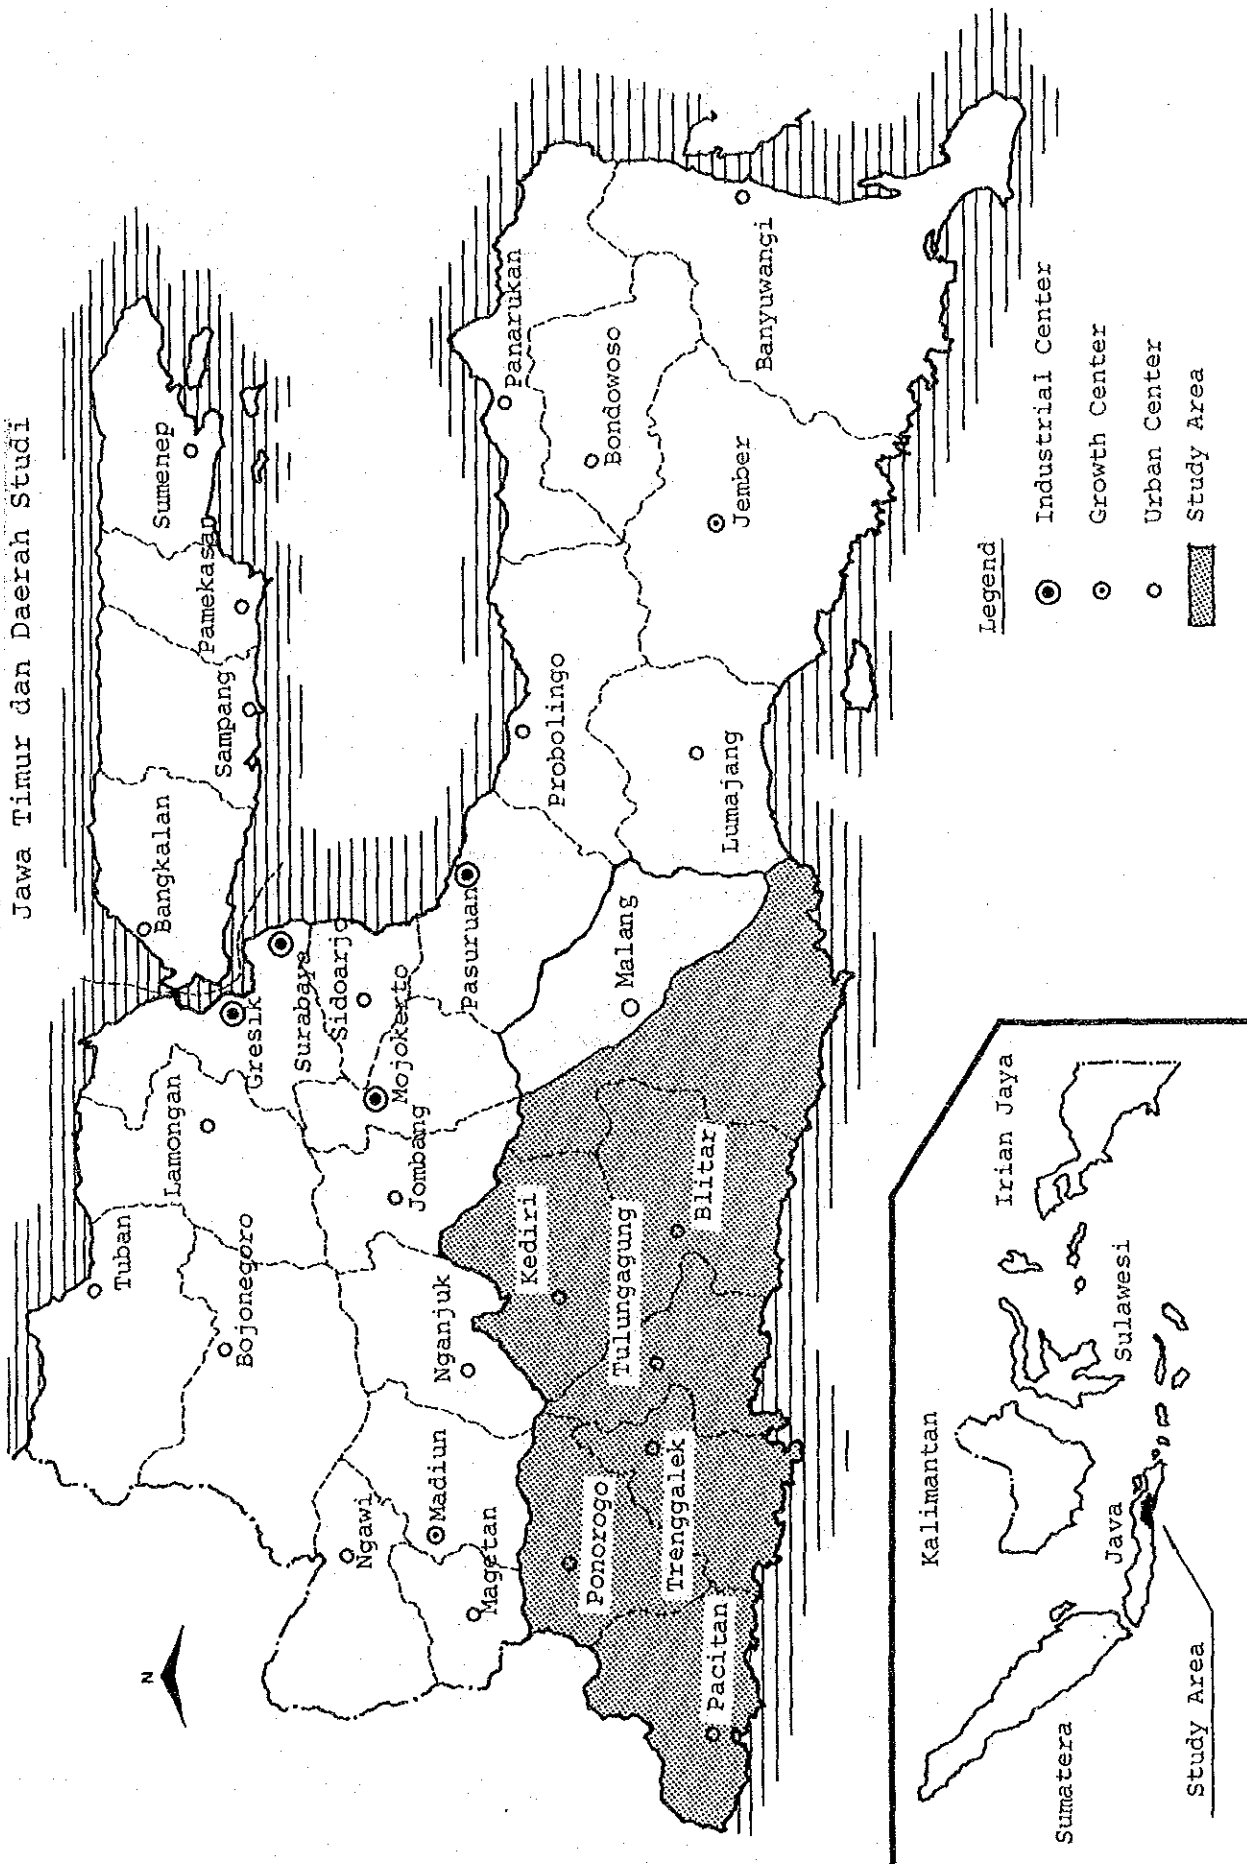 Jawa Timur dan Daerah Studi
N
Tuban
Lamongan
Bojonegoro
Gresik
Surabaya
Sidoarjo
Mojokerto
Jombang
Nganjuk
Ngawi
Madiun
Magetan
Bangkalan
Sampang
Pamekasan
Sumenep
Pasuruan
Probolingo
Panarukan
Bondowoso
Malang
Lumajang
Jember
Banyuwangi
Kediri
Tulungagung
Blitar
Ponorogo
Trenggalek
Pacitan
Legend
Industrial Center
Growth Center
Urban Center
Study Area
Sumatera
Kalimantan
Java
Sulawesi
Irian Jaya
Study Area